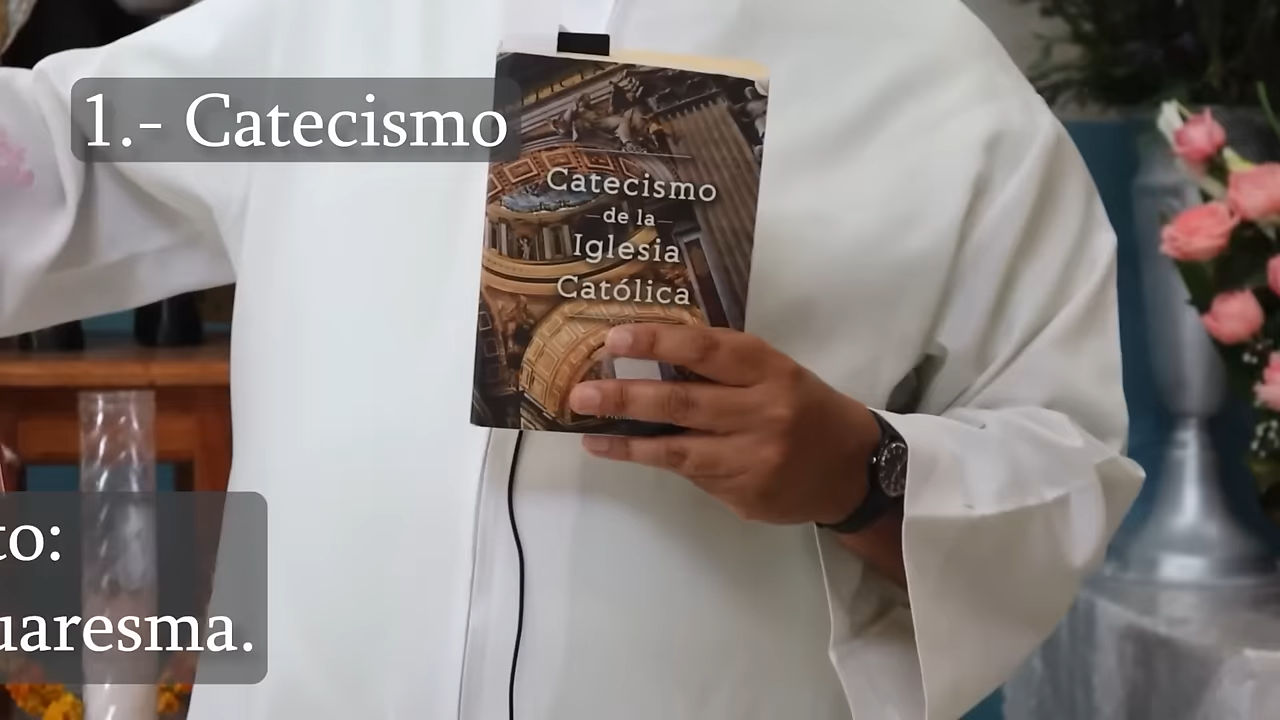 1.- Catecismo
Catecismo
de la
Iglesia
Católica
to:
uaresma.